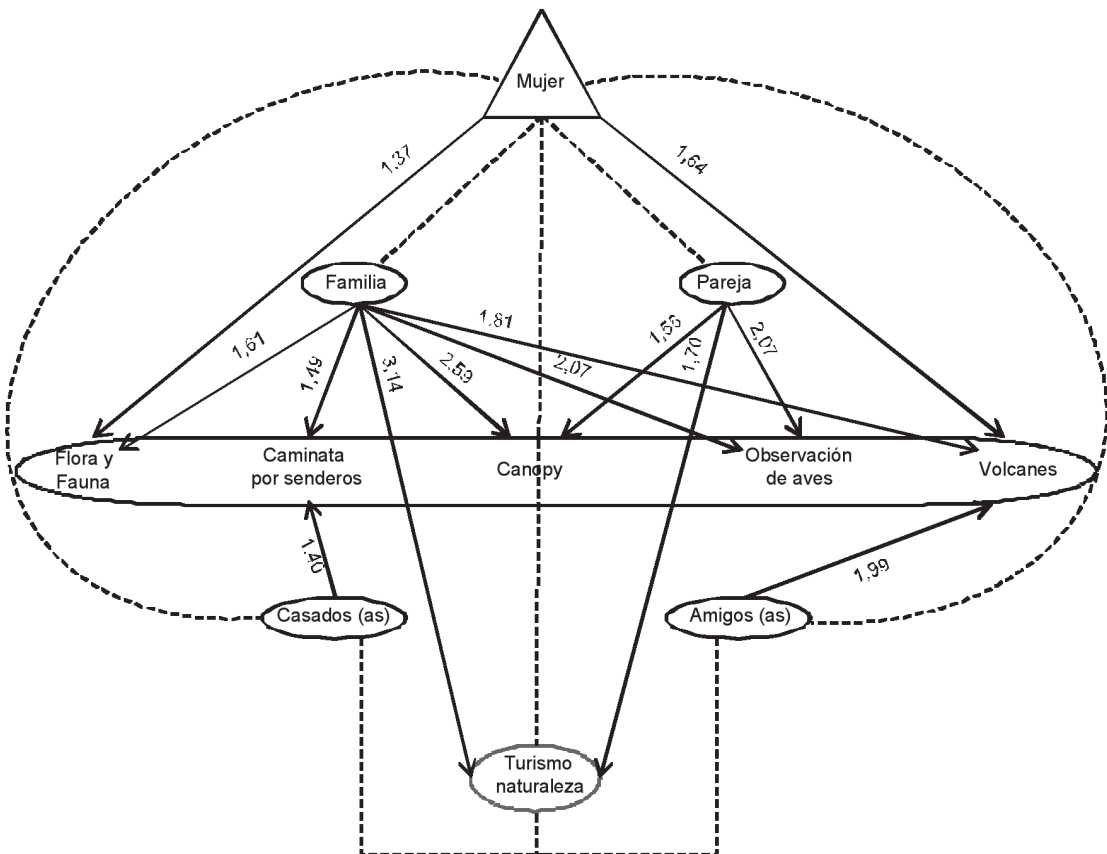 Mujer
1.37
1,64
Familia
Pareja
1,61
1,49
3,14
2.59
1.81
2,07
1,56
1,70
2,07
Flora y
Fauna
Caminata
por senderos
Canopy
Observación
de aves
Volcanes
1.40
1,99
Casados (as)
Amigos (as)
Turismo
naturaleza